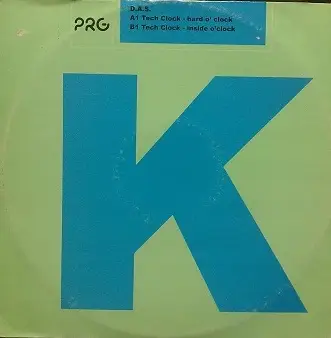 D.A.S.
PRG
A1 Tech Clock - hard o' clock
B1 Tech Clock - inside o'clock
K